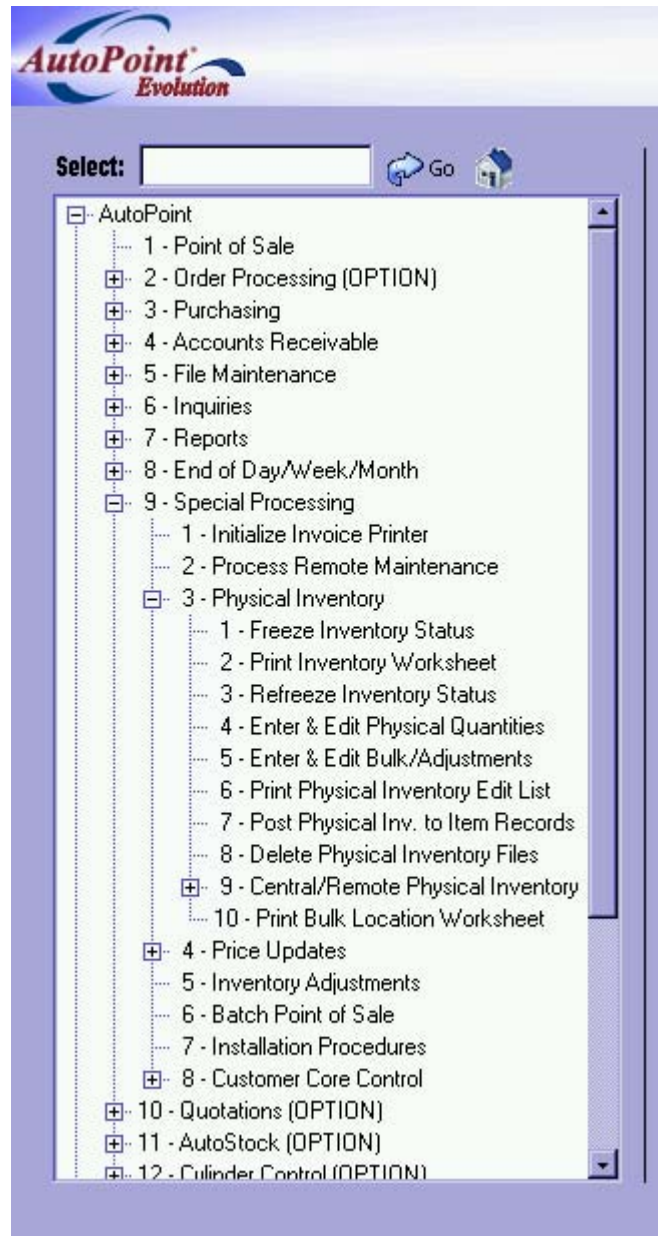 AutoPoint
Evolution
Select: Go
AutoPoint
1 - Point of Sale
2 - Order Processing (OPTION)
3 - Purchasing
4 - Accounts Receivable
5 - File Maintenance
6 - Inquiries
7 - Reports
8 - End of Day/Week/Month
9 - Special Processing
1 - Initialize Invoice Printer
2 - Process Remote Maintenance
3 - Physical Inventory
1 - Freeze Inventory Status
2 - Print Inventory Worksheet
3 - Refreeze Inventory Status
4 - Enter & Edit Physical Quantities
5 - Enter & Edit Bulk/Adjustments
6 - Print Physical Inventory Edit List
7 - Post Physical Inv. to Item Records
8 - Delete Physical Inventory Files
9 - Central/Remote Physical Inventory
10 - Print Bulk Location Worksheet
4 - Price Updates
5 - Inventory Adjustments
6 - Batch Point of Sale
7 - Installation Procedures
8 - Customer Core Control
10 - Quotations (OPTION)
11 - AutoStock (OPTION)
12 - Cylinder Control (OPTION)